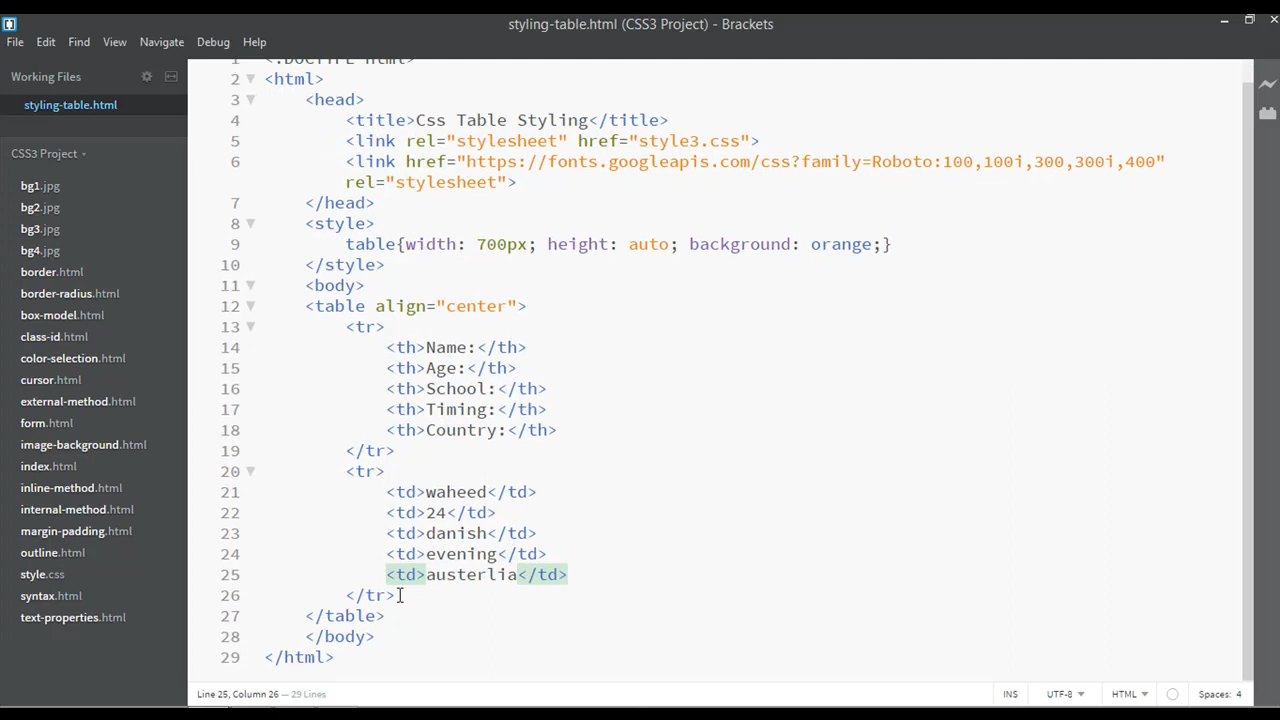 styling-table.html (CSS3 Project) - Brackets
File Edit Find View Navigate Debug Help
Working Files
styling-table.html
CSS3 Project
bg1.jpg
bg2.jpg
bg3.jpg
bg4.jpg
border.html
border-radius.html
box-model.html
class-id.html
color-selection.html
cursor.html
external-method.html
form.html
image-background.html
index.html
inline-method.html
internal-method.html
margin-padding.html
outline.html
style.css
syntax.html
text-properties.html
1 <!DOCTYPE html>
2 <html>
3 <head>
4 <title>Css Table Styling</title>
5 <link rel="stylesheet" href="style3.css">
6 <link href="https://fonts.googleapis.com/css?family=Roboto:100,100i,300,300i,400"
rel="stylesheet">
7 </head>
8 <style>
9 table{width: 700px; height: auto; background: orange;}
10 </style>
11 <body>
12 <table align="center">
13 <tr>
14 <th>Name:</th>
15 <th>Age:</th>
16 <th>School:</th>
17 <th>Timing:</th>
18 <th>Country:</th>
19 </tr>
20 <tr>
21 <td>waheed</td>
22 <td>24</td>
23 <td>danish</td>
24 <td>evening</td>
25 <td>austerlia</td>
26 </tr>
27 </table>
28 </body>
29 </html>
Line 25, Column 26 — 29 Lines
INS UTF-8 HTML Spaces: 4